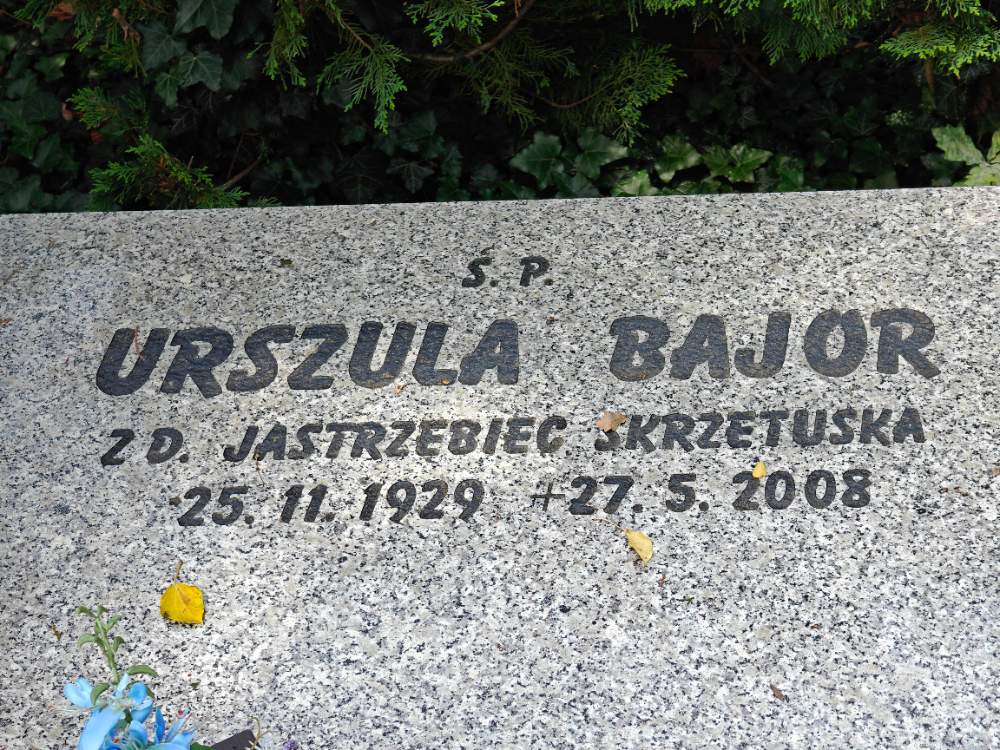 Ś. P.
URSZULA BAJOR
Z D. JASTRZEBIEC SKRZETUSKA
*25. 11. 1929 +27. 5. 2008